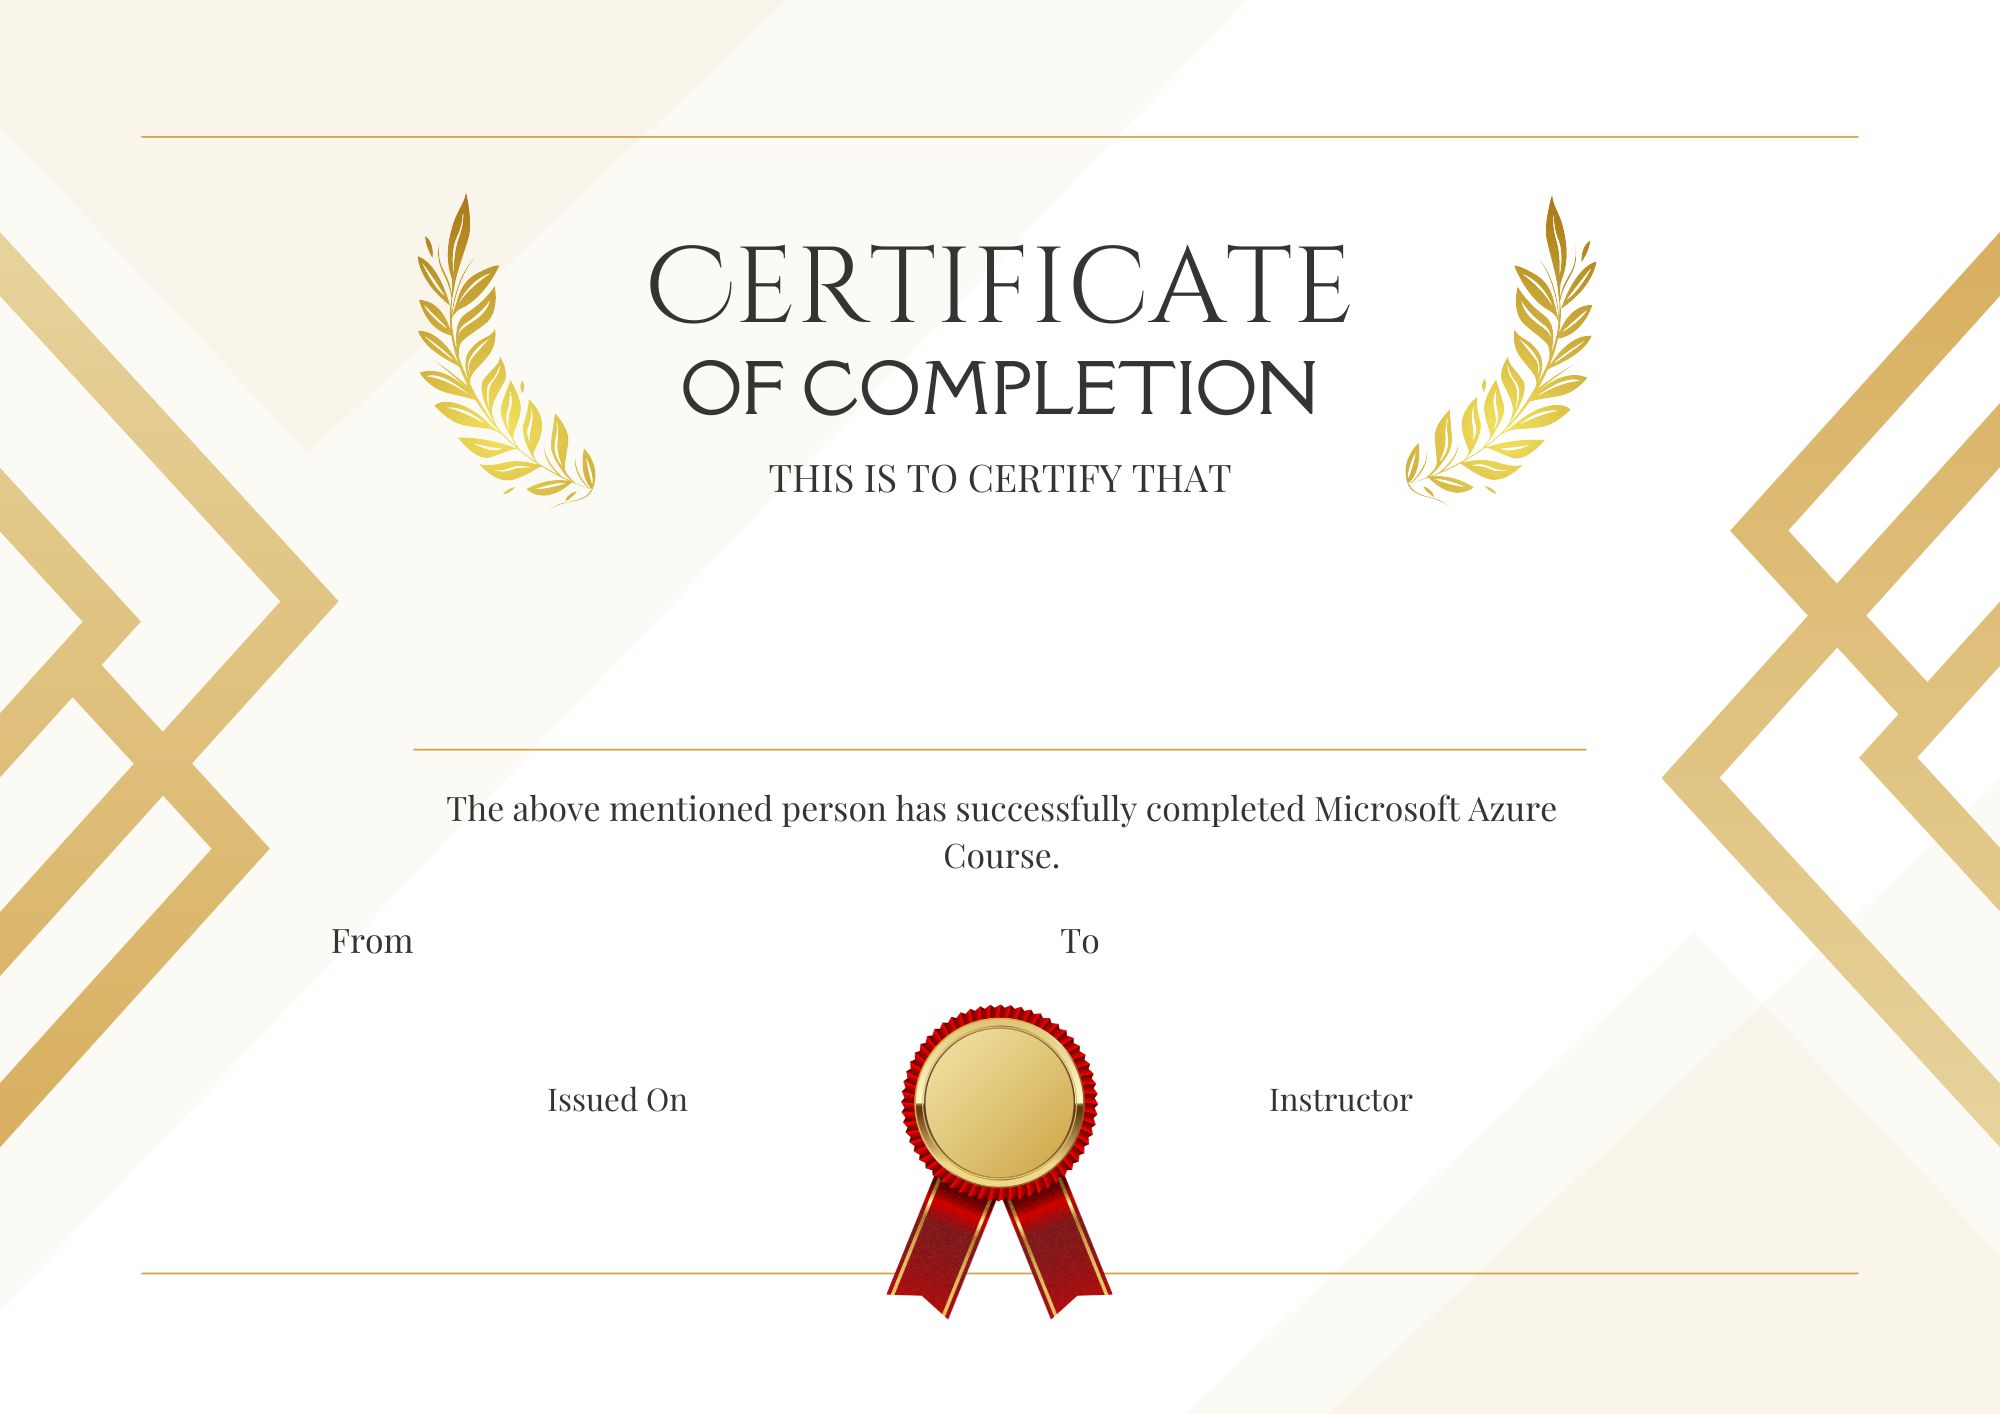 CERTIFICATE
OF COMPLETION
THIS IS TO CERTIFY THAT
The above mentioned person has successfully completed Microsoft Azure
Course.
From To
Issued On Instructor